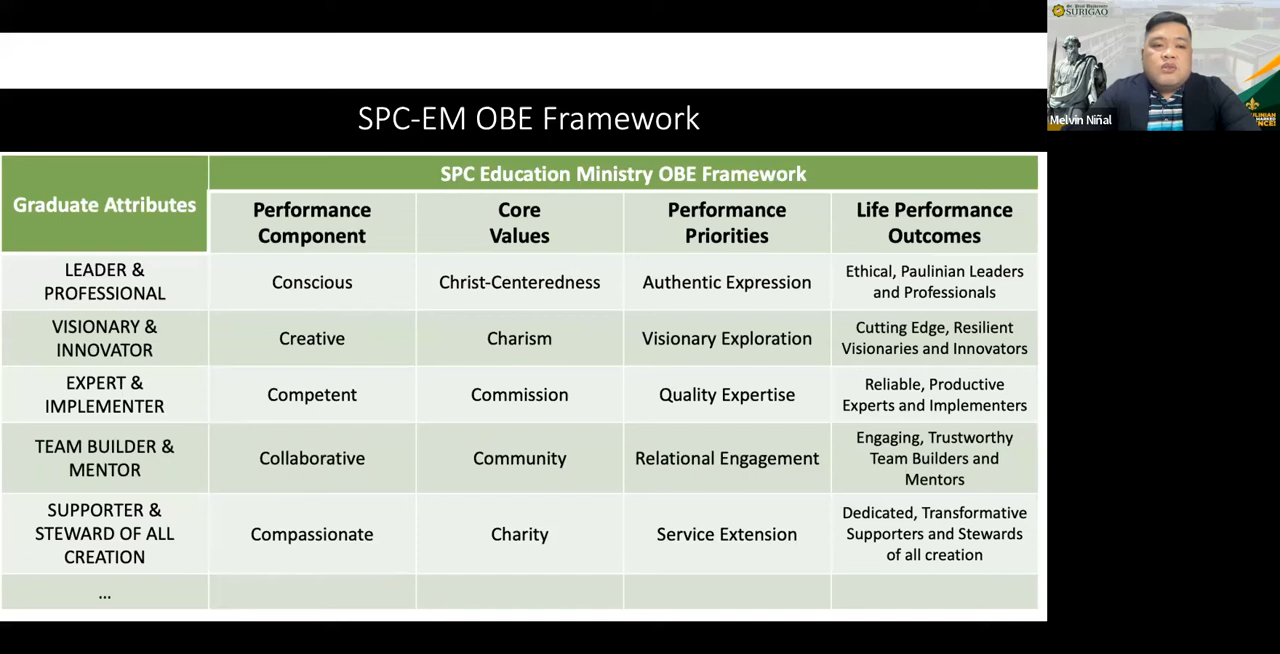 St. Paul University
SURIGAO
Melvin Niñal
SPC-EM OBE Framework
Graduate Attributes
SPC Education Ministry OBE Framework
Performance
Component
Core
Values
Performance
Priorities
Life Performance
Outcomes
LEADER &
PROFESSIONAL
Conscious
Christ-Centeredness
Authentic Expression
Ethical, Paulinian Leaders
and Professionals
VISIONARY &
INNOVATOR
Creative
Charism
Visionary Exploration
Cutting Edge, Resilient
Visionaries and Innovators
EXPERT &
IMPLEMENTER
Competent
Commission
Quality Expertise
Reliable, Productive
Experts and Implementers
TEAM BUILDER &
MENTOR
Collaborative
Community
Relational Engagement
Engaging, Trustworthy
Team Builders and
Mentors
SUPPORTER &
STEWARD OF ALL
CREATION
Compassionate
Charity
Service Extension
Dedicated, Transformative
Supporters and Stewards
of all creation
...